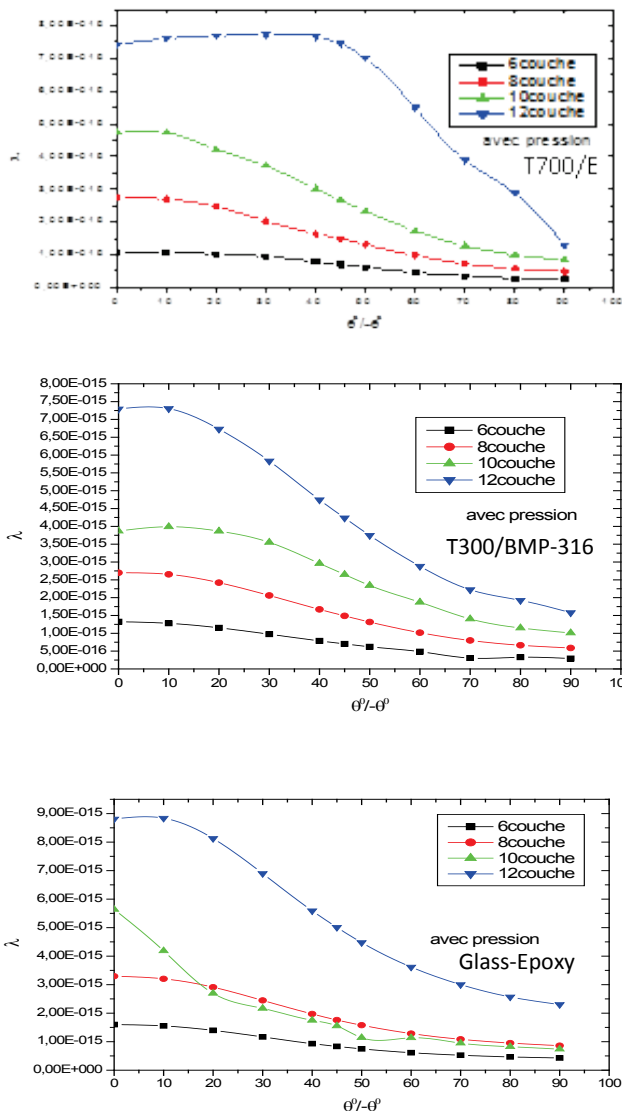 6couche
8couche
10couche
12couche
avec pression
T700/E
0 10 20 30 40 50 60 70 80 90 100
8,00E-015
7,50E-015
7,00E-015
6,50E-015
6,00E-015
5,50E-015
5,00E-015
4,50E-015
4,00E-015
3,50E-015
3,00E-015
2,50E-015
2,00E-015
1,50E-015
1,00E-015
5,00E-016
0,00E+000
λ
6couche
8couche
10couche
12couche
avec pression
T300/BMP-316
0 10 20 30 40 50 60 70 80 90 100
θ⁰/-θ⁰
9,00E-015
8,00E-015
7,00E-015
6,00E-015
5,00E-015
4,00E-015
3,00E-015
2,00E-015
1,00E-015
0,00E+000
λ
6couche
8couche
10couche
12couche
avec pression
Glass-Epoxy
0 10 20 30 40 50 60 70 80 90 100
θ⁰/-θ⁰